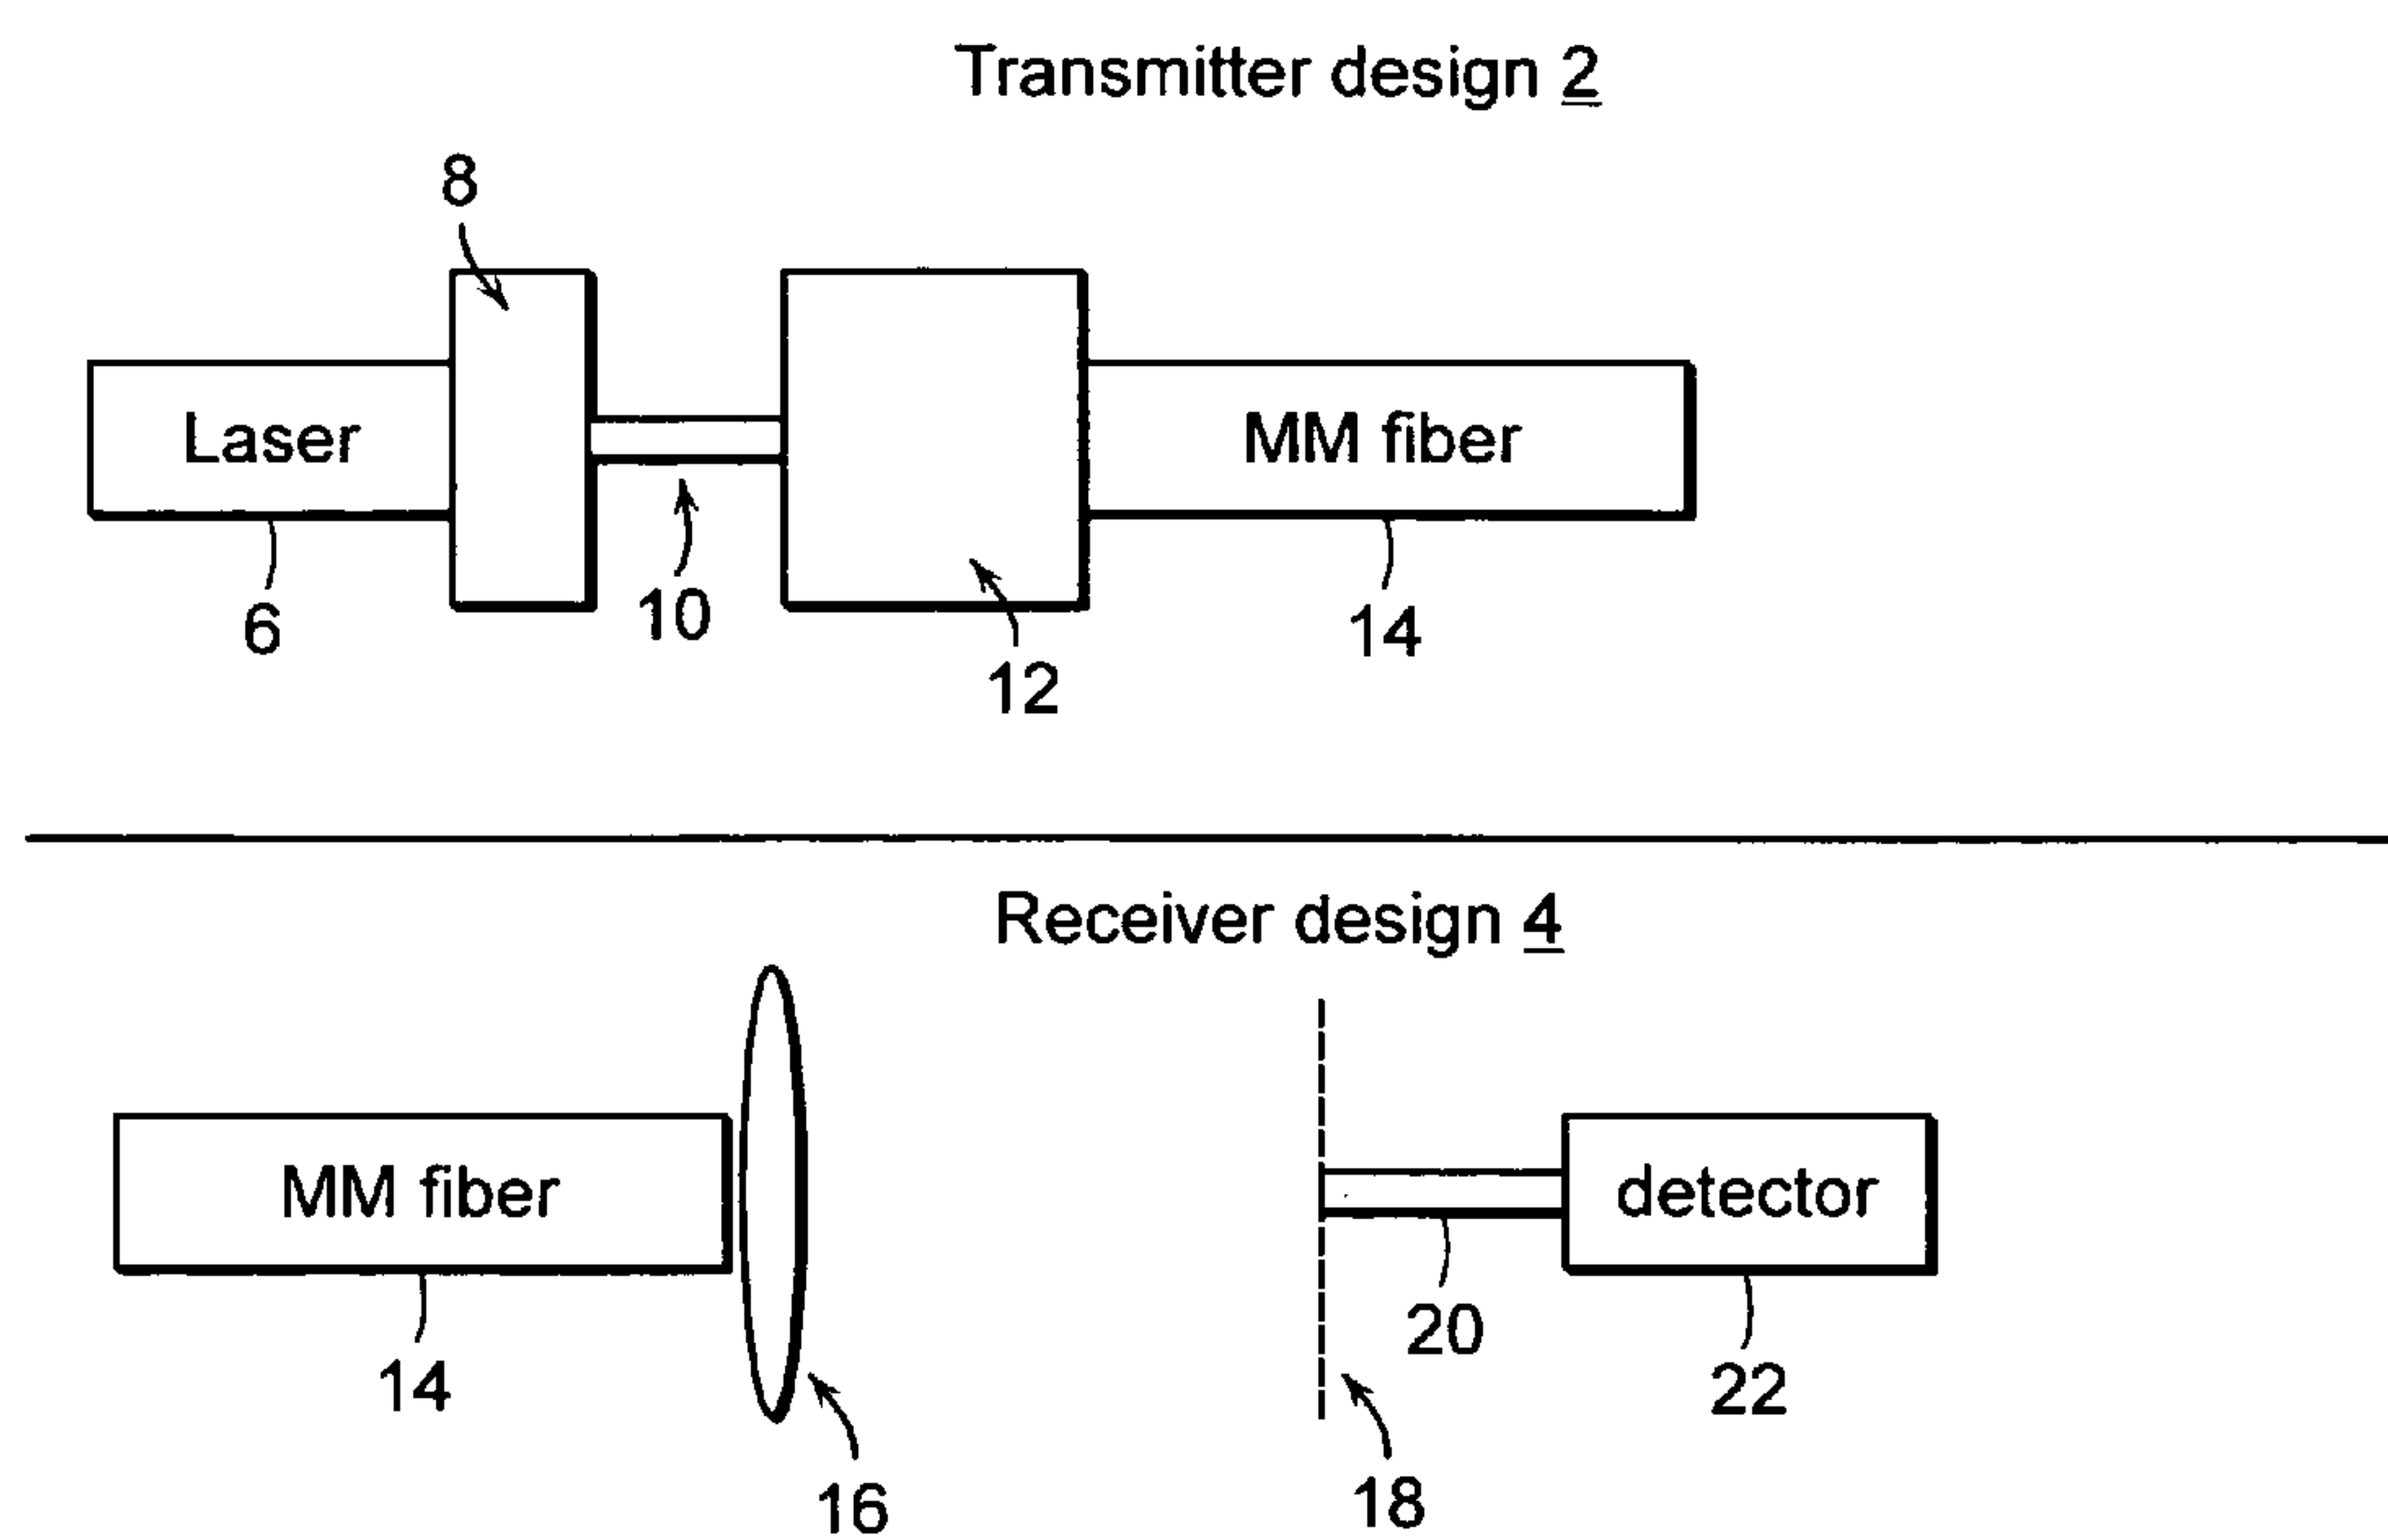 Transmitter design 2
8
Laser
MM fiber
6
10
12
14
Receiver design 4
MM fiber
detector
14
16
18
20
22